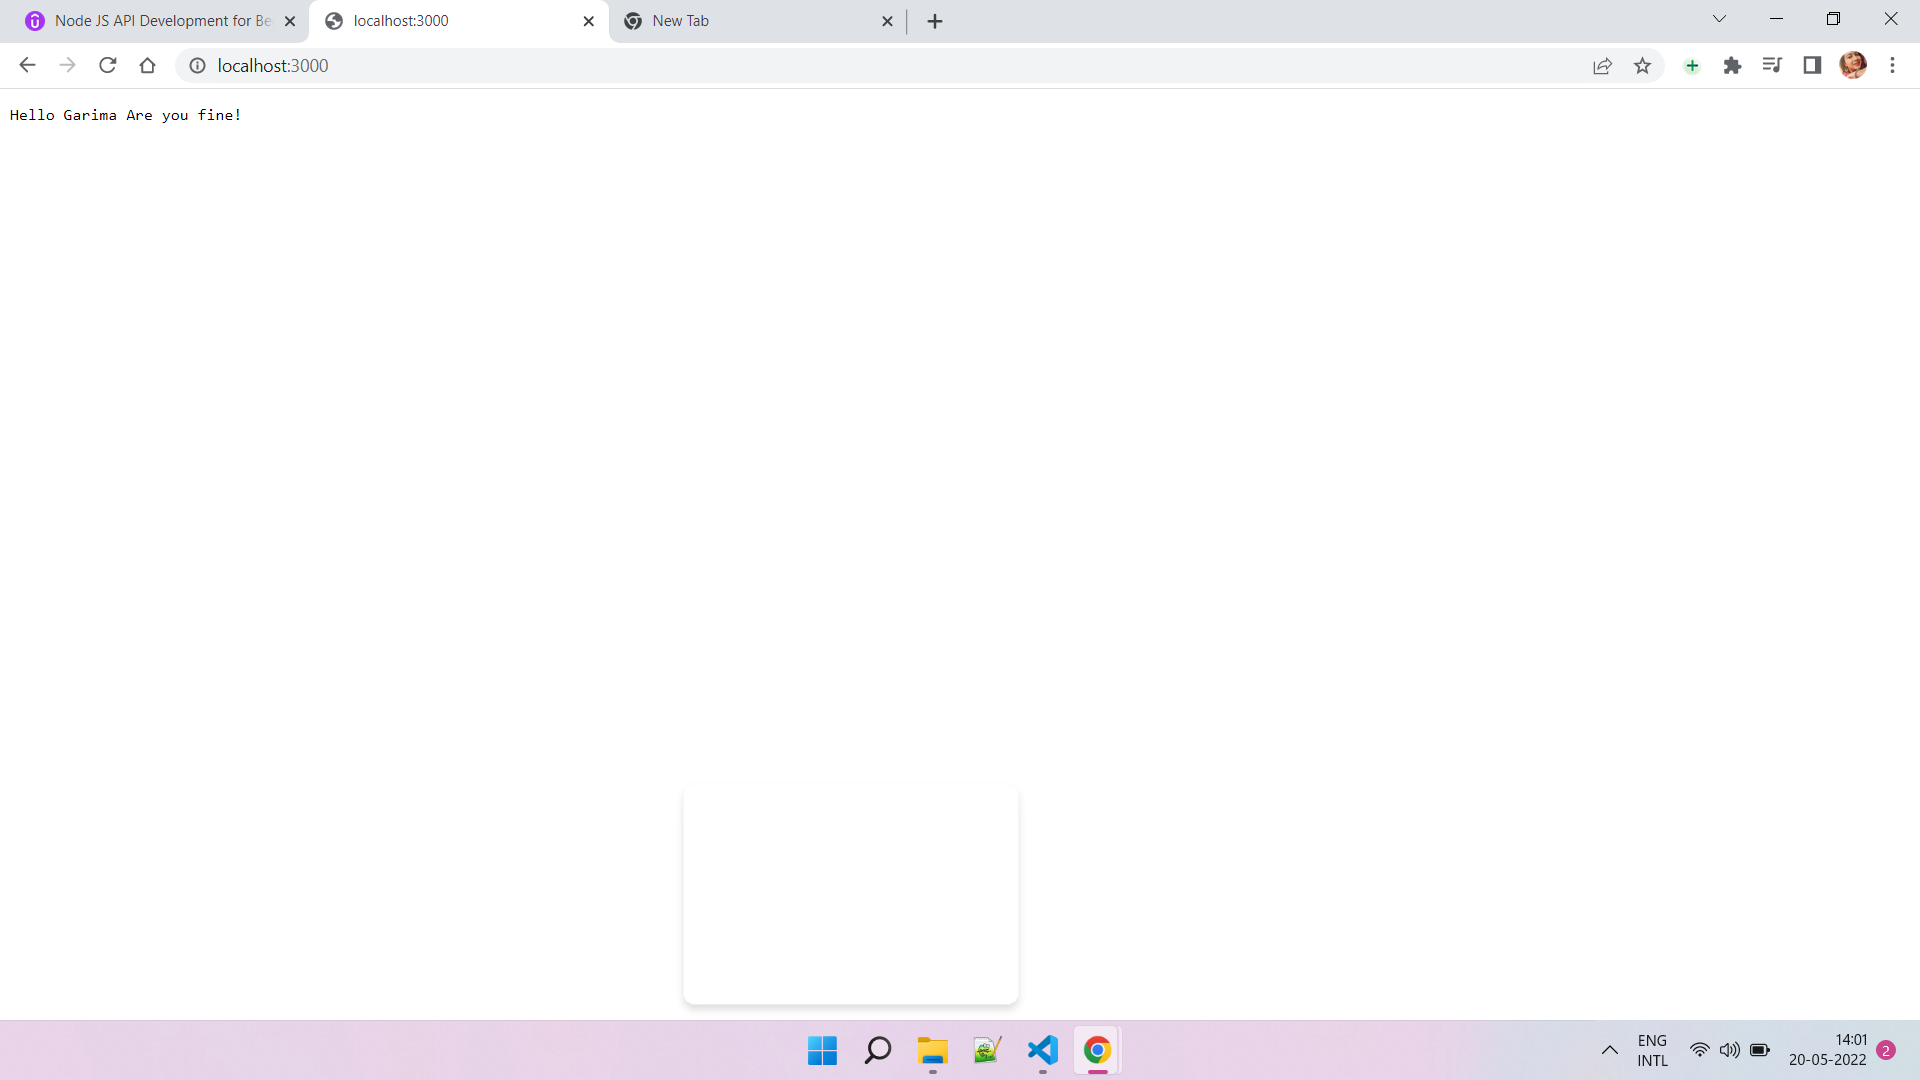 Node JS API Development for Be
localhost:3000
New Tab
localhost:3000
Hello Garima Are you fine!
ENG
INTL
14:01
20-05-2022
2